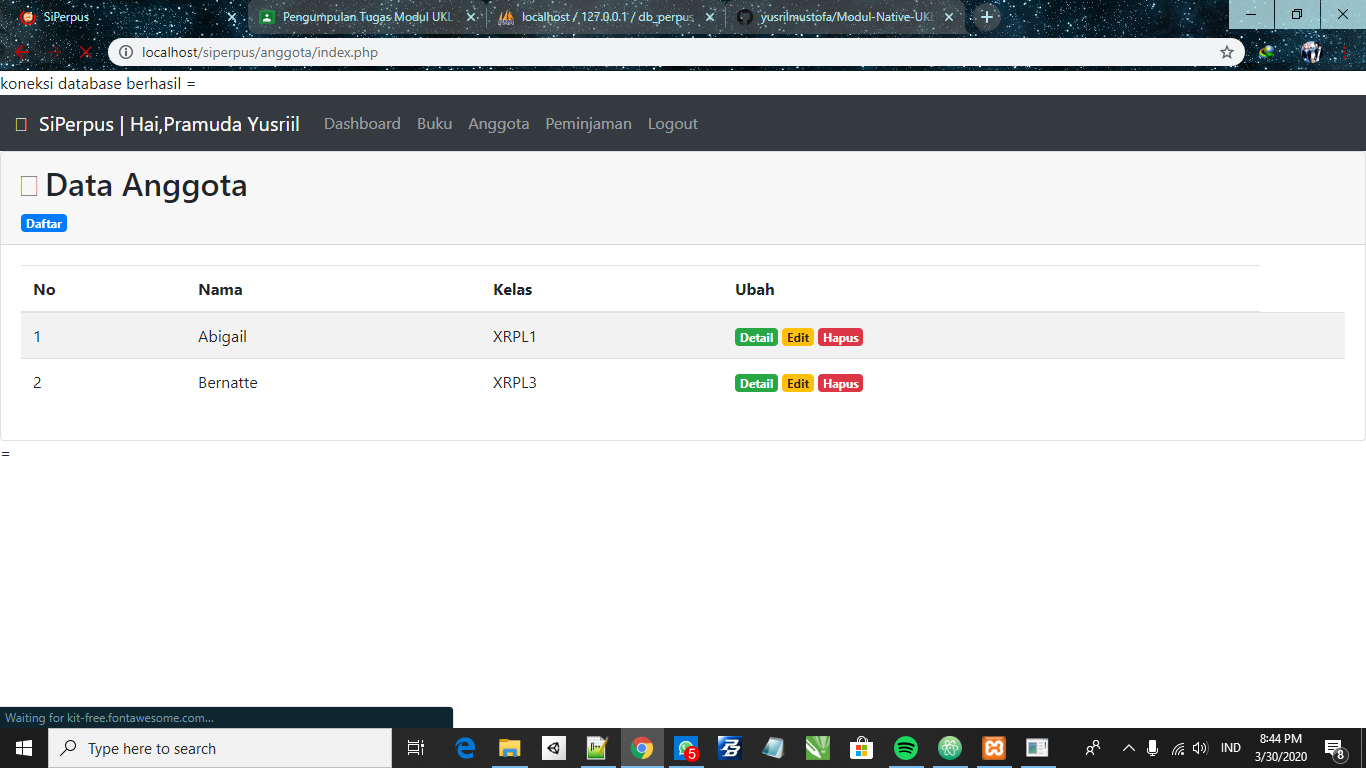 SiPerpus
Pengumpulan Tugas Modul UKL
localhost / 127.0.0.1 / db_perpus
yusrilmustofa/Modul-Native-UKL
localhost/siperpus/anggota/index.php
koneksi database berhasil =
SiPerpus | Hai,Pramuda Yusriil Dashboard Buku Anggota Peminjaman Logout
Data Anggota
Daftar
No Nama Kelas Ubah
1 Abigail XRPL1 Detail Edit Hapus
2 Bernatte XRPL3 Detail Edit Hapus
=
Waiting for kit-free.fontawesome.com...
Type here to search
5
IND
8:44 PM
3/30/2020
8